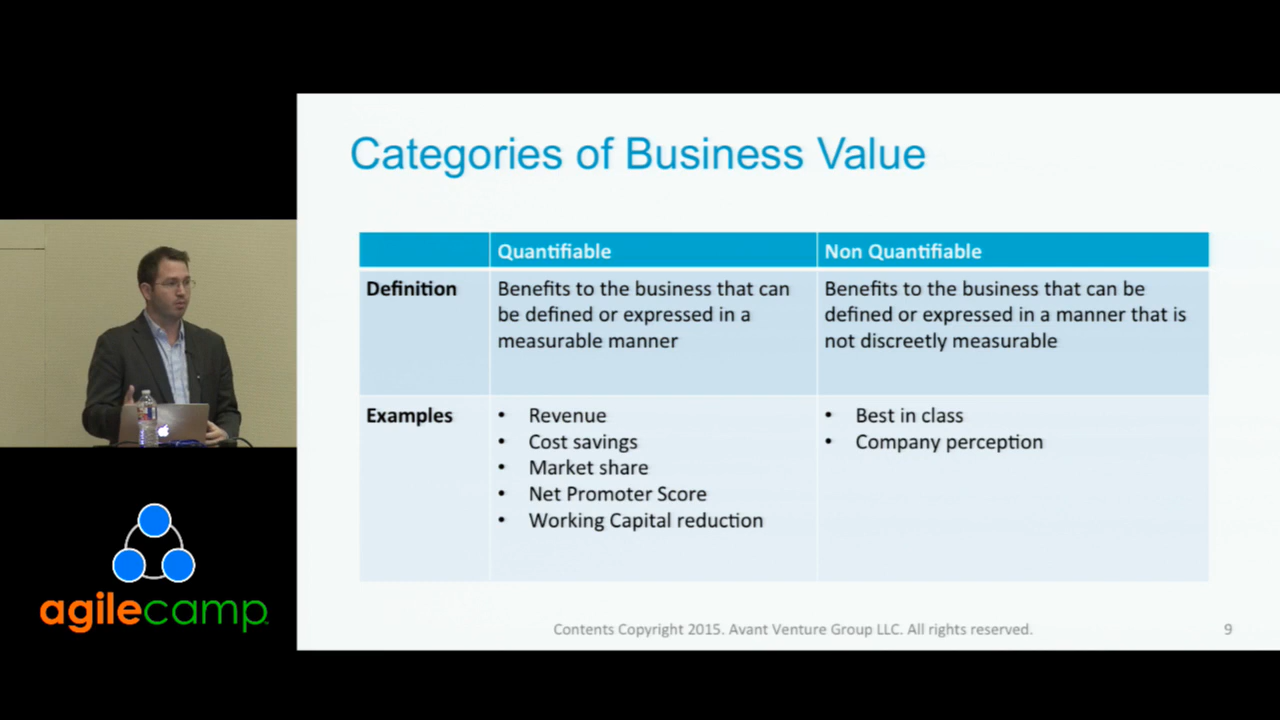 Categories of Business Value
Quantifiable
Non Quantifiable
Definition
Benefits to the business that can
be defined or expressed in a
measurable manner
Benefits to the business that can be
defined or expressed in a manner that is
not discreetly measurable
Examples
• Revenue
• Cost savings
• Market share
• Net Promoter Score
• Working Capital reduction
• Best in class
• Company perception
agilecamp
Contents Copyright 2015. Avant Venture Group LLC. All rights reserved.
9